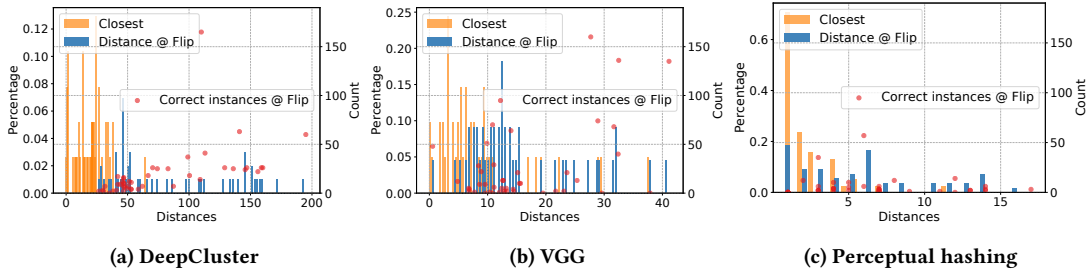 0.12
0.10
0.08
0.06
0.04
0.02
0.00
Percentage
Closest
Distance @ Flip
Correct instances @ Flip
150
100
50
0
Count
0
50
100
150
200
Distances
(a) DeepCluster
0.25
0.20
0.15
0.10
0.05
0.00
Percentage
Closest
Distance @ Flip
Correct instances @ Flip
150
100
50
0
Count
0
10
20
30
40
Distances
(b) VGG
0.6
0.4
0.2
0.0
Percentage
Closest
Distance @ Flip
Correct instances @ Flip
150
100
50
0
Count
5
10
15
Distances
(c) Perceptual hashing